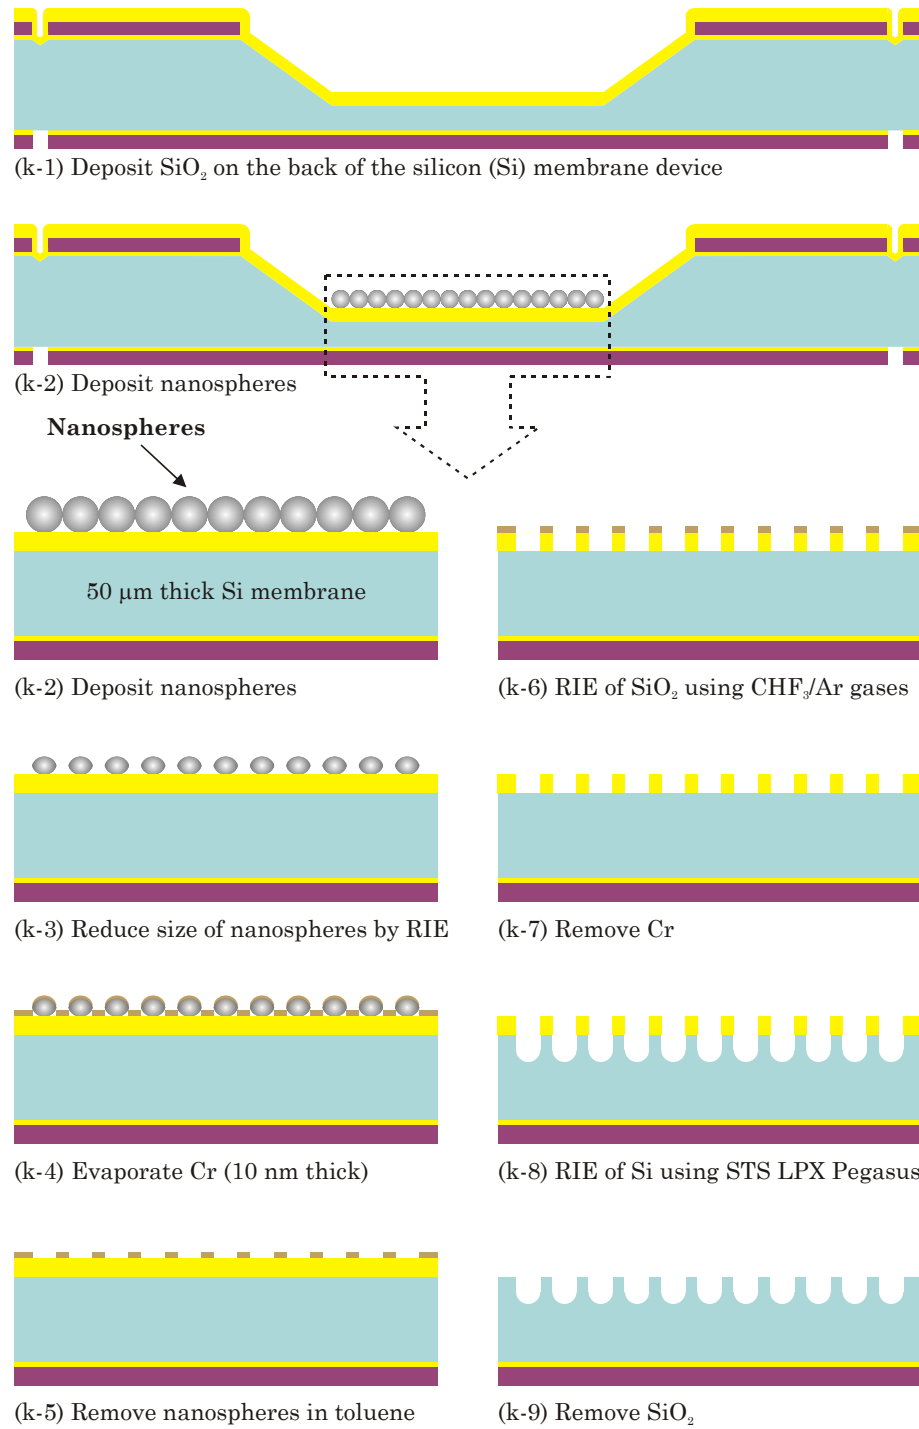 (k-1) Deposit SiO₂ on the back of the silicon (Si) membrane device
(k-2) Deposit nanospheres
Nanospheres
50 µm thick Si membrane
(k-2) Deposit nanospheres
(k-3) Reduce size of nanospheres by RIE
(k-4) Evaporate Cr (10 nm thick)
(k-5) Remove nanospheres in toluene
(k-6) RIE of SiO₂ using CHF₃/Ar gases
(k-7) Remove Cr
(k-8) RIE of Si using STS LPX Pegasus
(k-9) Remove SiO₂